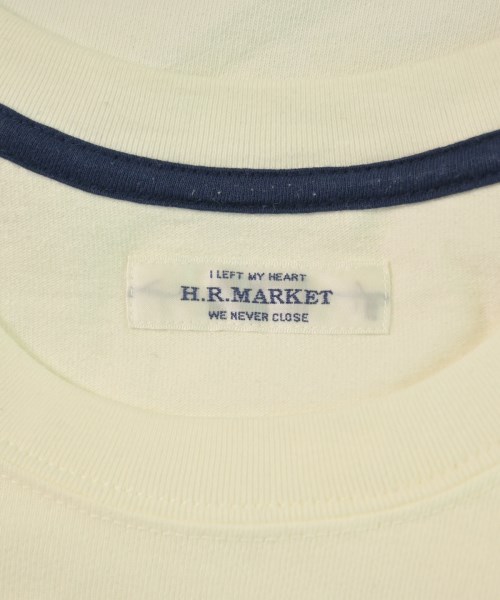 I LEFT MY HEART
H.R.MARKET
WE NEVER CLOSE